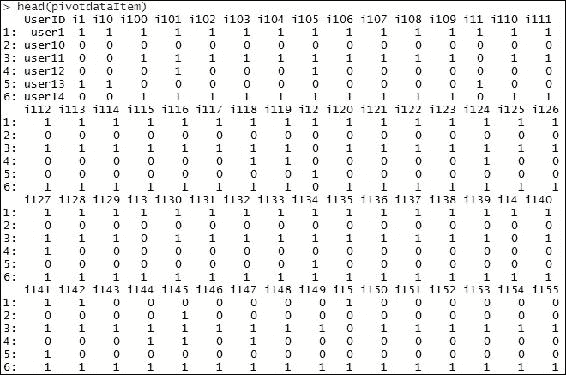 > head(pivotdataItem)
userID i1 i10 i100 i101 i102 i103 i104 i105 i106 i107 i108 i109 i11 i110 i111
1: user1 1 1 1 1 1 1 1 1 1 1 1 1 1 1 1
2: user10 0 0 0 0 0 0 0 0 0 0 0 0 0 0 0
3: user11 0 0 1 1 1 1 1 1 1 1 1 1 0 1 1
4: user12 0 0 0 1 0 0 0 1 0 0 0 0 0 0 0
5: user13 1 1 0 0 0 0 0 0 0 0 0 0 1 0 0
6: user14 0 0 1 1 1 1 1 1 1 1 1 1 0 1 1
i112 i113 i114 i115 i116 i117 i118 i119 i12 i120 i121 i122 i123 i124 i125 i126
1: 1 1 1 1 1 1 1 1 1 1 1 1 1 1 1 1
2: 0 0 0 0 0 0 0 0 0 0 0 0 0 0 0 0
3: 1 1 1 1 1 1 1 1 0 1 1 1 1 1 1 1
4: 0 0 0 0 0 0 1 1 0 0 0 0 0 1 0 0
5: 0 0 0 0 0 0 0 0 1 0 0 0 0 0 0 0
6: 1 1 1 1 1 1 1 1 0 1 1 1 1 1 1 1
i127 i128 i129 i13 i130 i131 i132 i133 i134 i135 i136 i137 i138 i139 i14 i140
1: 1 1 1 1 1 1 1 1 1 1 1 1 1 1 1 1
2: 0 0 0 0 0 0 0 0 0 0 0 0 0 0 0 0
3: 1 1 1 0 1 1 1 1 1 1 1 1 1 1 0 1
4: 1 0 0 0 0 0 0 0 0 0 0 0 0 0 0 0
5: 0 0 0 0 0 0 0 0 1 0 0 0 0 0 0 0
6: 1 1 1 1 1 1 1 1 1 1 1 1 1 1 1 1
i141 i142 i143 i144 i145 i146 i147 i148 i149 i15 i150 i151 i152 i153 i154 i155
1: 1 1 0 0 0 0 0 0 0 1 0 0 0 0 0 0
2: 0 0 0 0 1 0 0 0 0 0 0 0 0 0 0 0
3: 1 1 1 1 1 1 1 1 1 0 1 1 1 1 1 1
4: 0 0 0 1 1 0 1 0 0 0 0 0 0 0 0 0
5: 1 0 0 0 0 0 0 0 0 0 0 0 0 0 0 0
6: 1 1 1 1 1 1 1 1 1 1 1 1 1 1 1 1